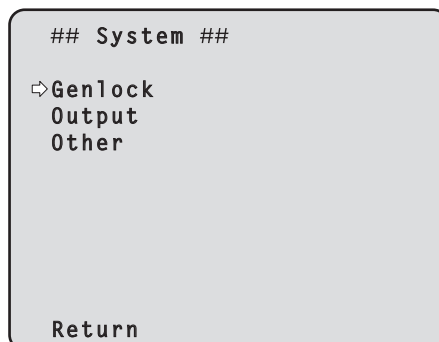 ## System ##
⇨Genlock
Output
Other
Return